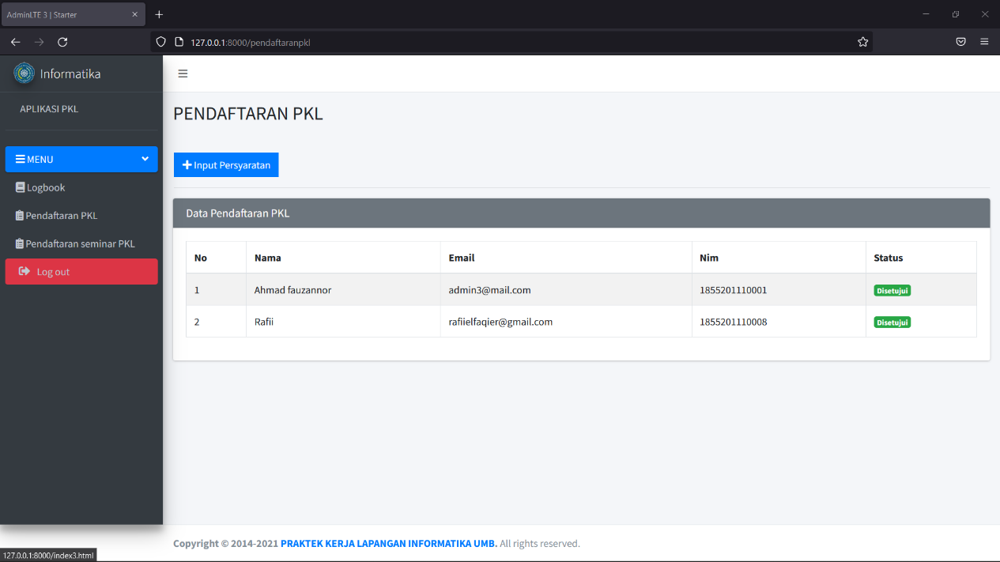 AdminLTE 3 | Starter
127.0.0.1:8000/pendaftaranpkl
Informatika
APLIKASI PKL
MENU
Logbook
Pendaftaran PKL
Pendaftaran seminar PKL
Log out
PENDAFTARAN PKL
Input Persyaratan
Data Pendaftaran PKL
No Nama Email Nim Status
1 Ahmad fauzannor admin3@mail.com 1855201110001 Disetujui
2 Rafii rafiielfaqier@gmail.com 1855201110008 Disetujui
Copyright © 2014-2021 PRAKTEK KERJA LAPANGAN INFORMATIKA UMB. All rights reserved.
127.0.0.1:8000/index3.html